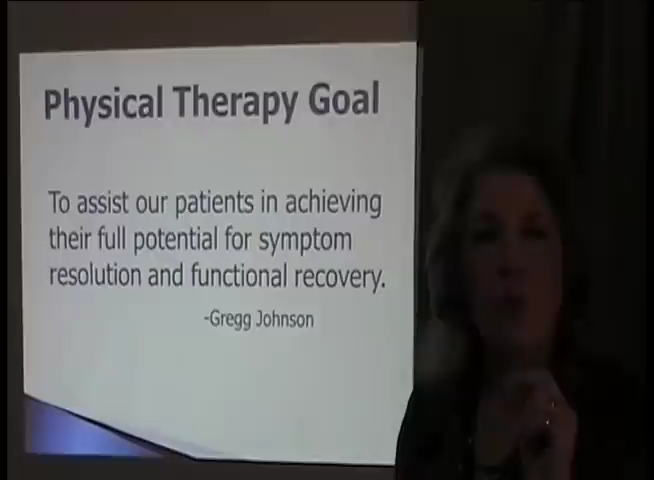 Physical Therapy Goal
To assist our patients in achieving
their full potential for symptom
resolution and functional recovery.
-Gregg Johnson